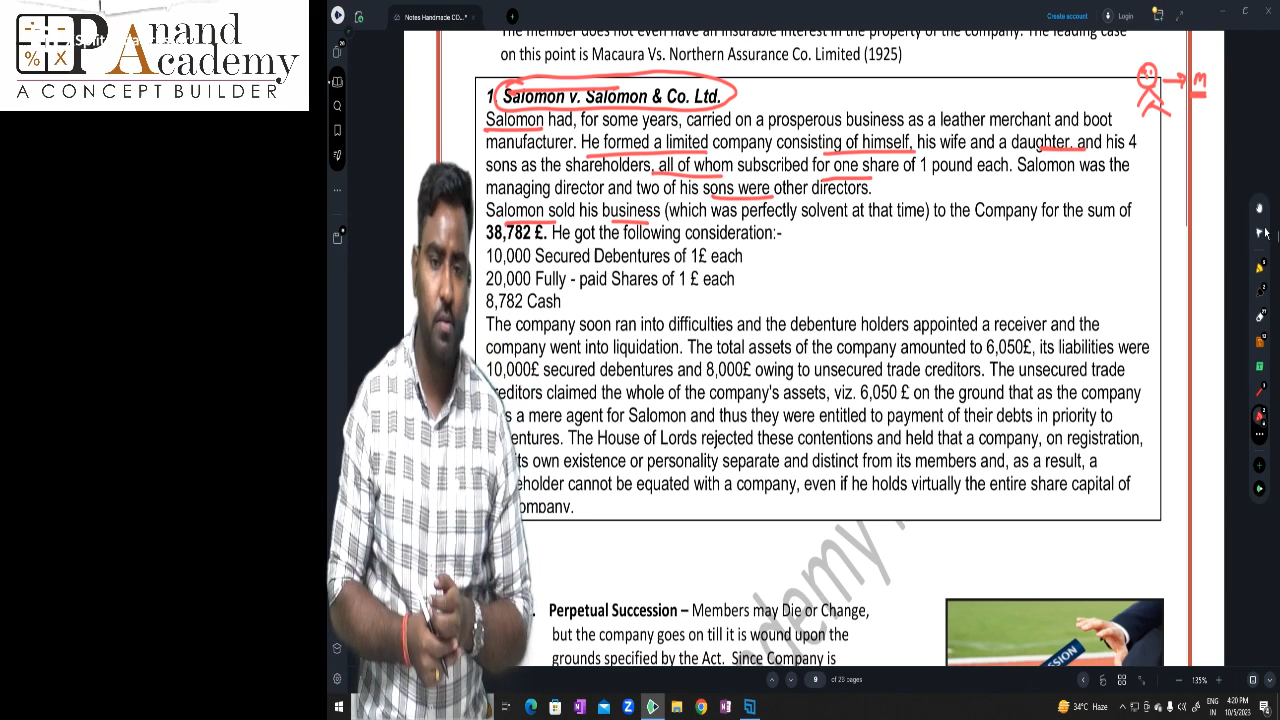 Anand
Academy
A CONCEPT BUILDER
Notes Handmade CO...*
Create account
Login
The member does not even have an insurable interest in the property of the company. The leading case
on this point is Macaura Vs. Northern Assurance Co. Limited (1925)
1. Salomon v. Salomon & Co. Ltd.
Salomon had, for some years, carried on a prosperous business as a leather merchant and boot
manufacturer. He formed a limited company consisting of himself, his wife and a daughter, and his 4
sons as the shareholders, all of whom subscribed for one share of 1 pound each. Salomon was the
managing director and two of his sons were other directors.
Salomon sold his business (which was perfectly solvent at that time) to the Company for the sum of
38,782 £. He got the following consideration:-
10,000 Secured Debentures of 1£ each
20,000 Fully - paid Shares of 1 £ each
8,782 Cash
The company soon ran into difficulties and the debenture holders appointed a receiver and the
company went into liquidation. The total assets of the company amounted to 6,050£, its liabilities were
10,000£ secured debentures and 8,000£ owing to unsecured trade creditors. The unsecured trade
creditors claimed the whole of the company's assets, viz. 6,050 £ on the ground that as the company
a mere agent for Salomon and thus they were entitled to payment of their debts in priority to
entures. The House of Lords rejected these contentions and held that a company, on registration,
its own existence or personality separate and distinct from its members and, as a result, a
eholder cannot be equated with a company, even if he holds virtually the entire share capital of
ompany.
Perpetual Succession – Members may Die or Change,
but the company goes on till it is wound upon the
grounds specified by the Act. Since Company is
SSION
9 of 26 pages
135%
34°C Haze
ENG
IN
4:20 PM
10/5/2023